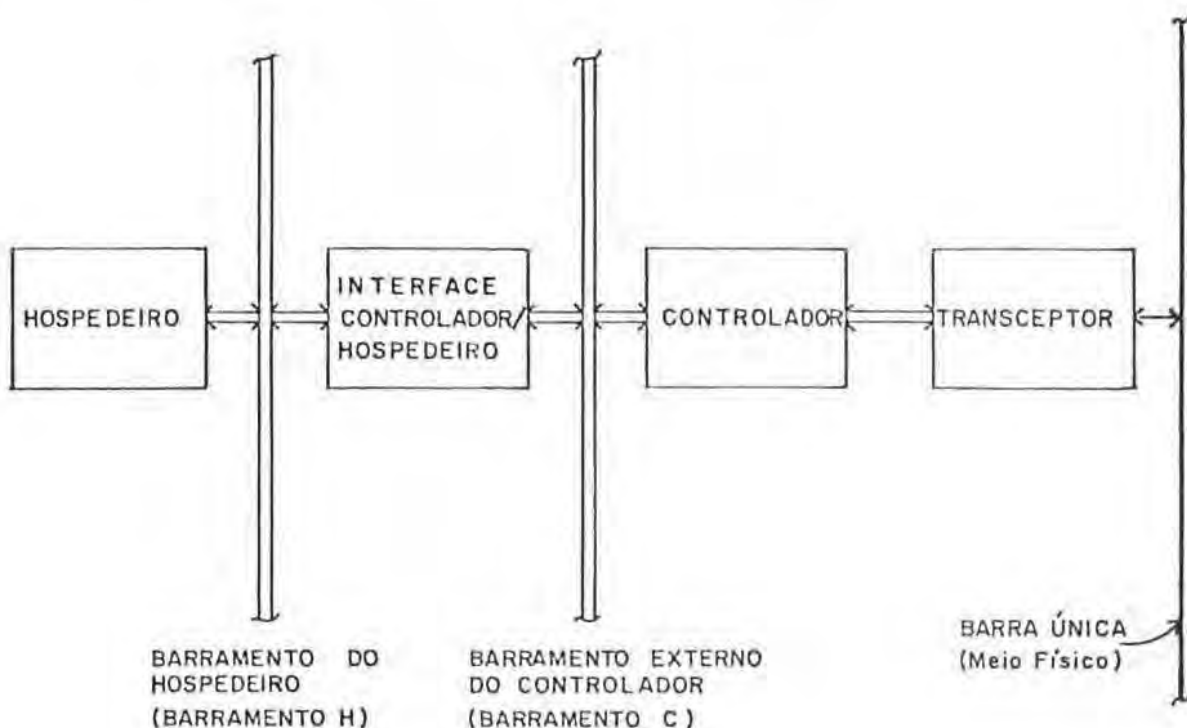 HOSPEDEIRO
INTERFACE
CONTROLADOR/
HOSPEDEIRO
CONTROLADOR
TRANSCEPTOR
BARRAMENTO DO
HOSPEDEIRO
(BARRAMENTO H)
BARRAMENTO EXTERNO
DO CONTROLADOR
(BARRAMENTO C)
BARRA ÚNICA
(Meio Físico)